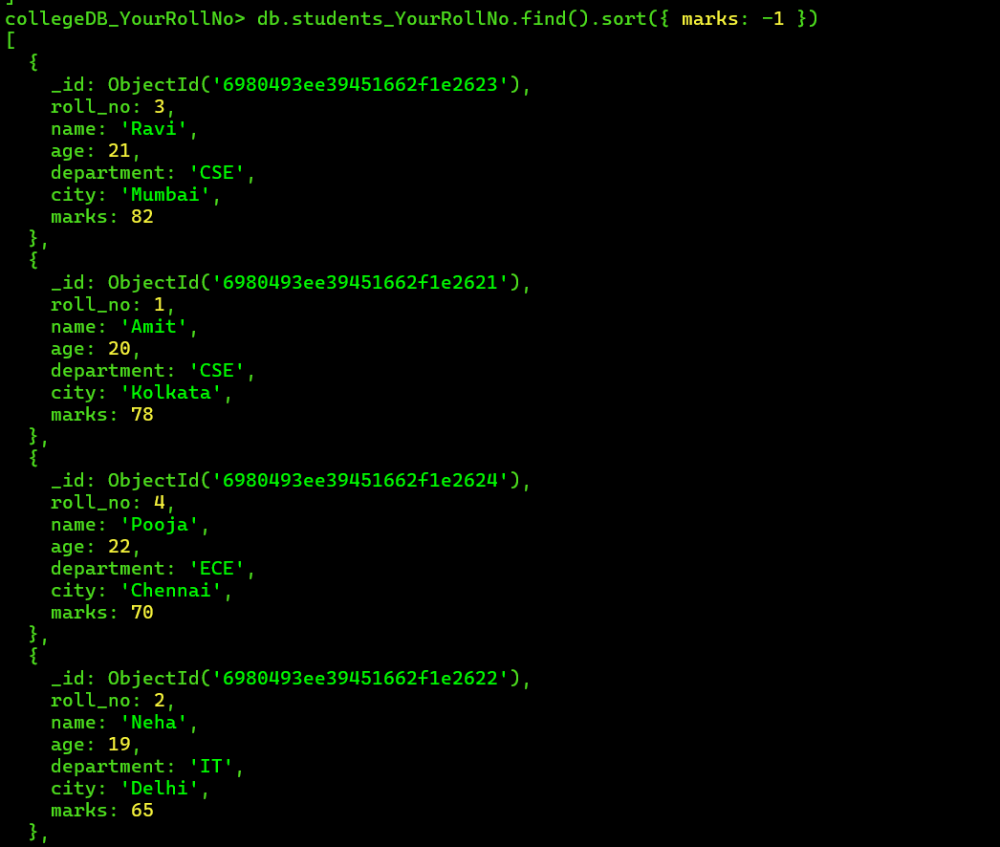 ]
collegeDB_YourRollNo> db.students_YourRollNo.find().sort({ marks: -1 })
[
  {
    _id: ObjectId('6980493ee39451662f1e2623'),
    roll_no: 3,
    name: 'Ravi',
    age: 21,
    department: 'CSE',
    city: 'Mumbai',
    marks: 82
  },
  {
    _id: ObjectId('6980493ee39451662f1e2621'),
    roll_no: 1,
    name: 'Amit',
    age: 20,
    department: 'CSE',
    city: 'Kolkata',
    marks: 78
  },
  {
    _id: ObjectId('6980493ee39451662f1e2624'),
    roll_no: 4,
    name: 'Pooja',
    age: 22,
    department: 'ECE',
    city: 'Chennai',
    marks: 70
  },
  {
    _id: ObjectId('6980493ee39451662f1e2622'),
    roll_no: 2,
    name: 'Neha',
    age: 19,
    department: 'IT',
    city: 'Delhi',
    marks: 65
  },